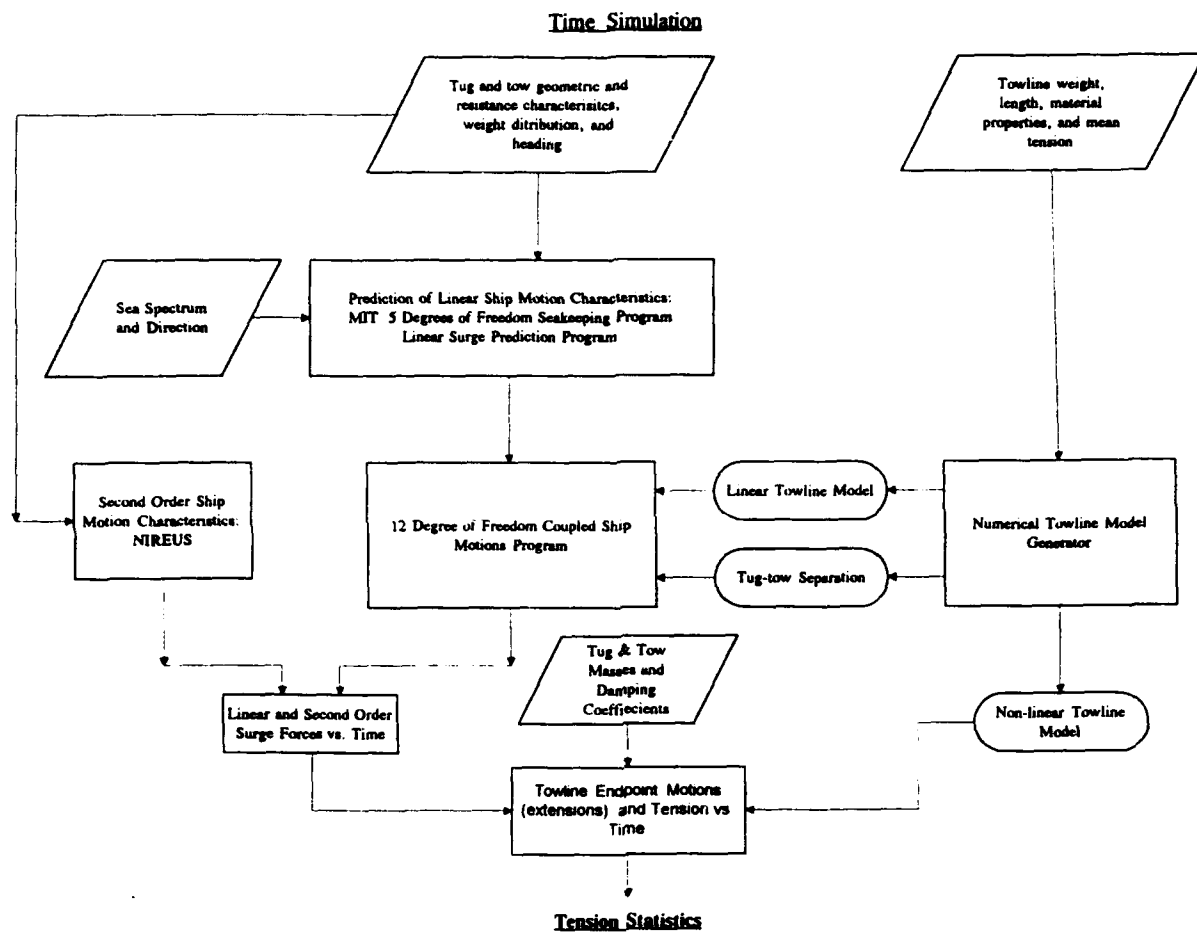 Time Simulation
Tug and tow geometric and
resistance characterisitcs,
weight ditribution, and
heading
Towline weight,
length, material
properties, and mean
tension
Sea Spectrum
and Direction
Prediction of Linear Ship Motion Characteristics:
MIT 5 Degrees of Freedom Seakeeping Program
Linear Surge Prediction Program
Second Order Ship
Motion Characteristics:
NIREUS
12 Degree of Freedom Coupled Ship
Motions Program
Linear Towline Model
Tug-tow Separation
Numerical Towline Model
Generator
Tug & Tow
Masses and
Damping
Coeffiecients
Linear and Second Order
Surge Forces vs. Time
Non-linear Towline
Model
Towline Endpoint Motions
(extensions) and Tension vs
Time
Tension Statistics